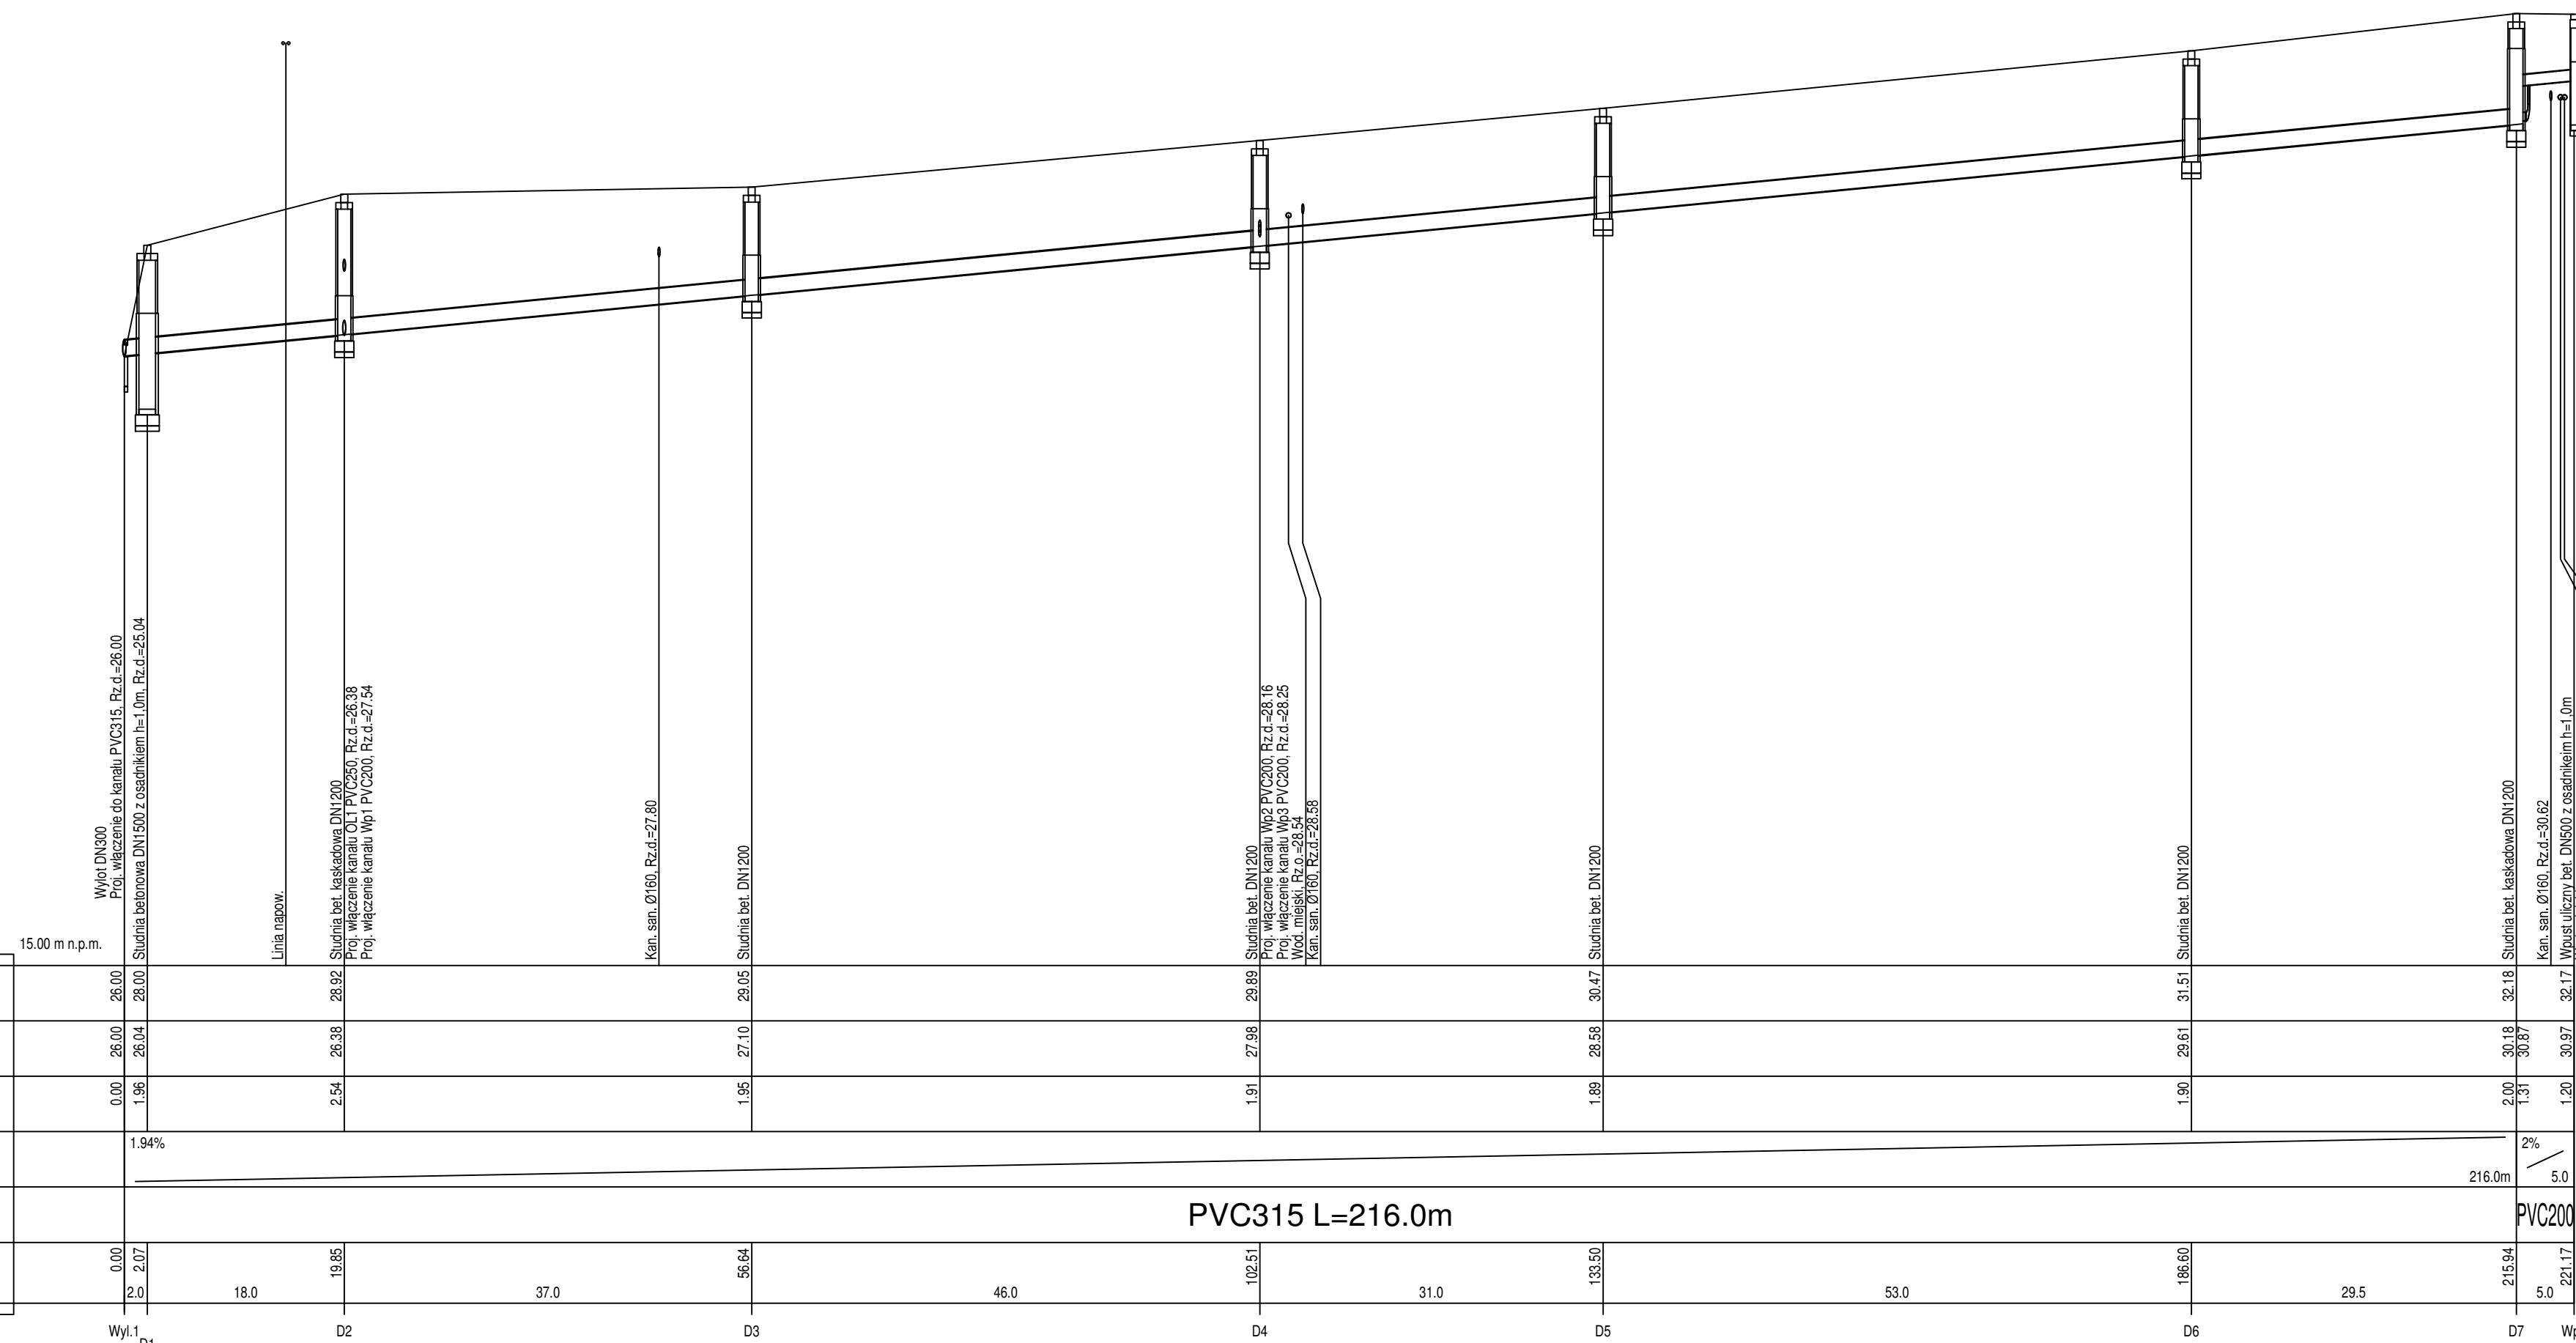 Wylot DN300
Proj. włączenie do kanału PVC315, Rz.d.=26.00
Studnia betonowa DN1500 z osadnikiem h=1,0m, Rz.d.=25.04
Linia napow.
Studnia bet. kaskadowa DN1200
Proj. włączenie kanału OL1 PVC250, Rz.d.=26.38
Proj. włączenie kanału Wp1 PVC200, Rz.d.=27.54
Kan. san. Ø160, Rz.d.=27.80
Studnia bet. DN1200
Studnia bet. DN1200
Proj. włączenie kanału Wp2 PVC200, Rz.d.=28.16
Proj. włączenie kanału Wp3 PVC200, Rz.d.=28.25
Wod. miejski, Rz.o.=28.54
Kan. san. Ø160, Rz.d.=28.58
Studnia bet. DN1200
Studnia bet. DN1200
Studnia bet. kaskadowa DN1200
Kan. san. Ø160, Rz.d.=30.62
Wpust uliczny bet. DN500 z osadnikeim h=1,0m
15.00 m n.p.m.
26.00 28.00 28.92 29.05 29.89 30.47 31.51 32.18 32.17
26.00 26.04 26.38 27.10 27.98 28.58 29.61 30.18 30.87 30.97
0.00 1.96 2.54 1.95 1.91 1.89 1.90 2.00 1.31 1.20
1.94% 2%
216.0m 5.0
PVC315 L=216.0m PVC200
0.00 2.07 19.85 56.64 102.51 133.50 186.60 215.94 221.17
2.0 18.0 37.0 46.0 31.0 53.0 29.5 5.0
Wyl.1 D2 D3 D4 D5 D6 D7
D1